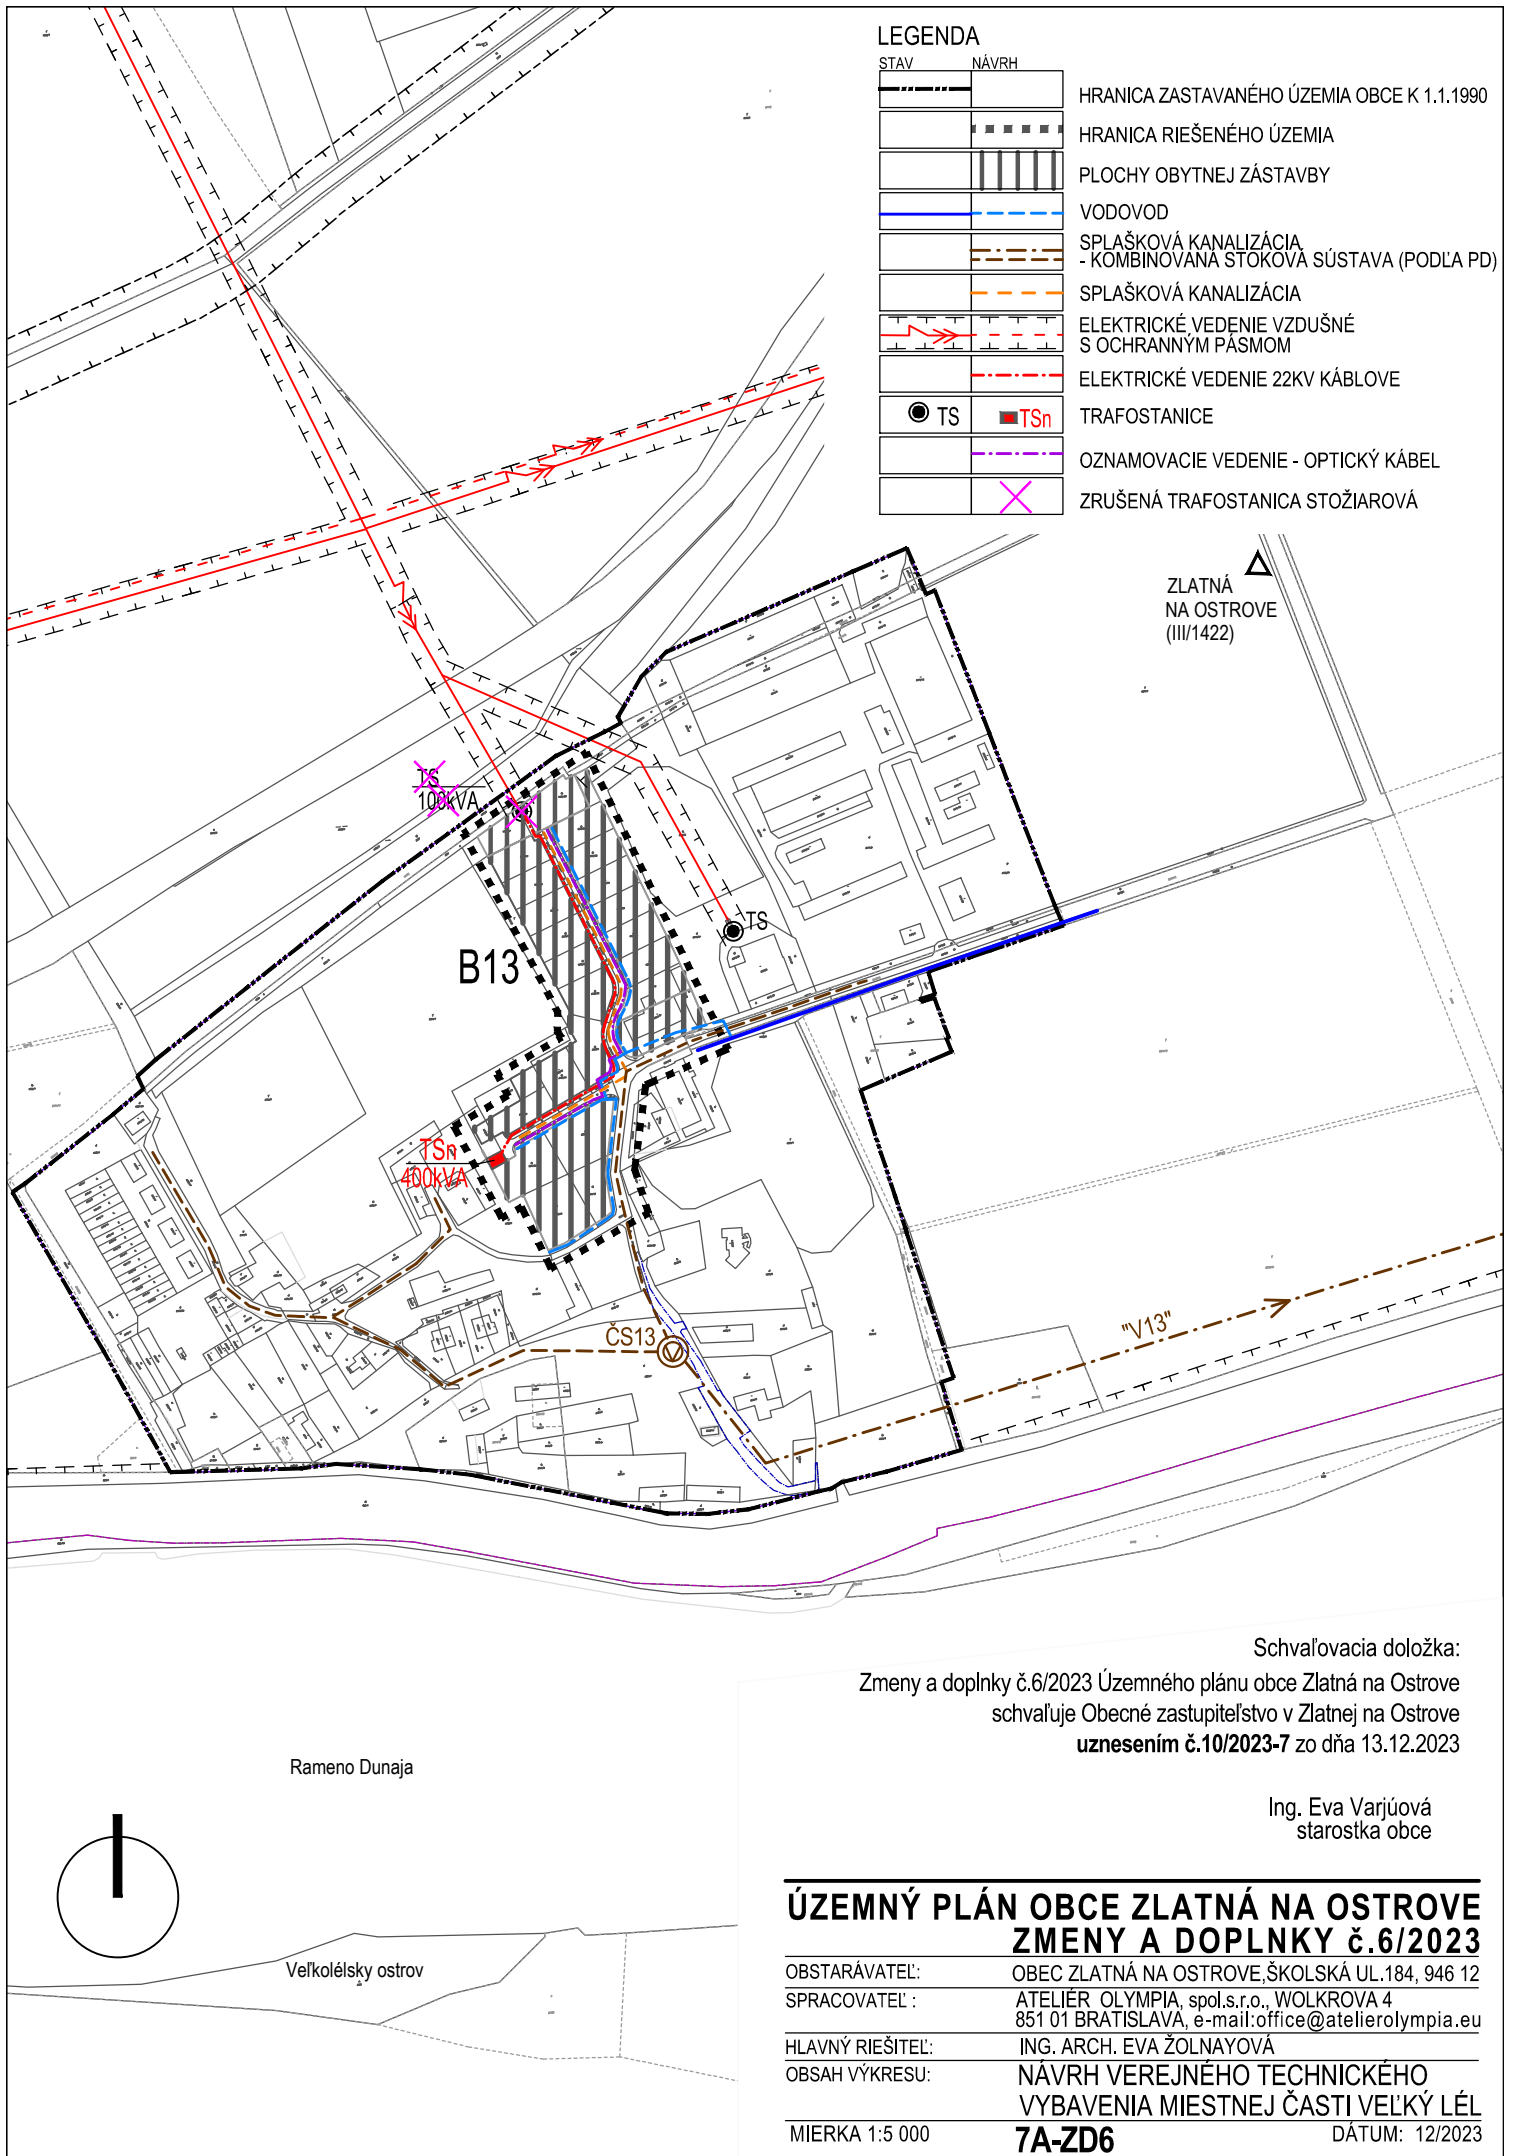 LEGENDA
STAV NÁVRH
HRANICA ZASTAVANÉHO ÚZEMIA OBCE K 1.1.1990
HRANICA RIEŠENÉHO ÚZEMIA
PLOCHY OBYTNEJ ZÁSTAVBY
VODOVOD
SPLAŠKOVÁ KANALIZÁCIA
- KOMBINOVANÁ STOKOVÁ SÚSTAVA (PODĽA PD)
SPLAŠKOVÁ KANALIZÁCIA
ELEKTRICKÉ VEDENIE VZDUŠNÉ
S OCHRANNÝM PÁSMOM
ELEKTRICKÉ VEDENIE 22KV KÁBLOVE
TS TSn TRAFOSTANICE
OZNAMOVACIE VEDENIE - OPTICKÝ KÁBEL
ZRUŠENÁ TRAFOSTANICA STOŽIAROVÁ
ZLATNÁ
NA OSTROVE
(III/1422)
TS
100kVA
TS
B13
TSn
400kVA
ČS13
"V13"
Schvaľovacia doložka:
Zmeny a doplnky č.6/2023 Územného plánu obce Zlatná na Ostrove
schvaľuje Obecné zastupiteľstvo v Zlatnej na Ostrove
uznesením č.10/2023-7 zo dňa 13.12.2023
Rameno Dunaja
Ing. Eva Varjúová
starostka obce
Veľkolélsky ostrov
ÚZEMNÝ PLÁN OBCE ZLATNÁ NA OSTROVE
ZMENY A DOPLNKY č.6/2023
OBSTARÁVATEĽ: OBEC ZLATNÁ NA OSTROVE,ŠKOLSKÁ UL.184, 946 12
SPRACOVATEĽ : ATELIÉR OLYMPIA, spol.s.r.o., WOLKROVA 4
851 01 BRATISLAVA, e-mail:office@atelierolympia.eu
HLAVNÝ RIEŠITEĽ: ING. ARCH. EVA ŽOLNAYOVÁ
OBSAH VÝKRESU: NÁVRH VEREJNÉHO TECHNICKÉHO
VYBAVENIA MIESTNEJ ČASTI VEĽKÝ LÉL
MIERKA 1:5 000 7A-ZD6 DÁTUM: 12/2023